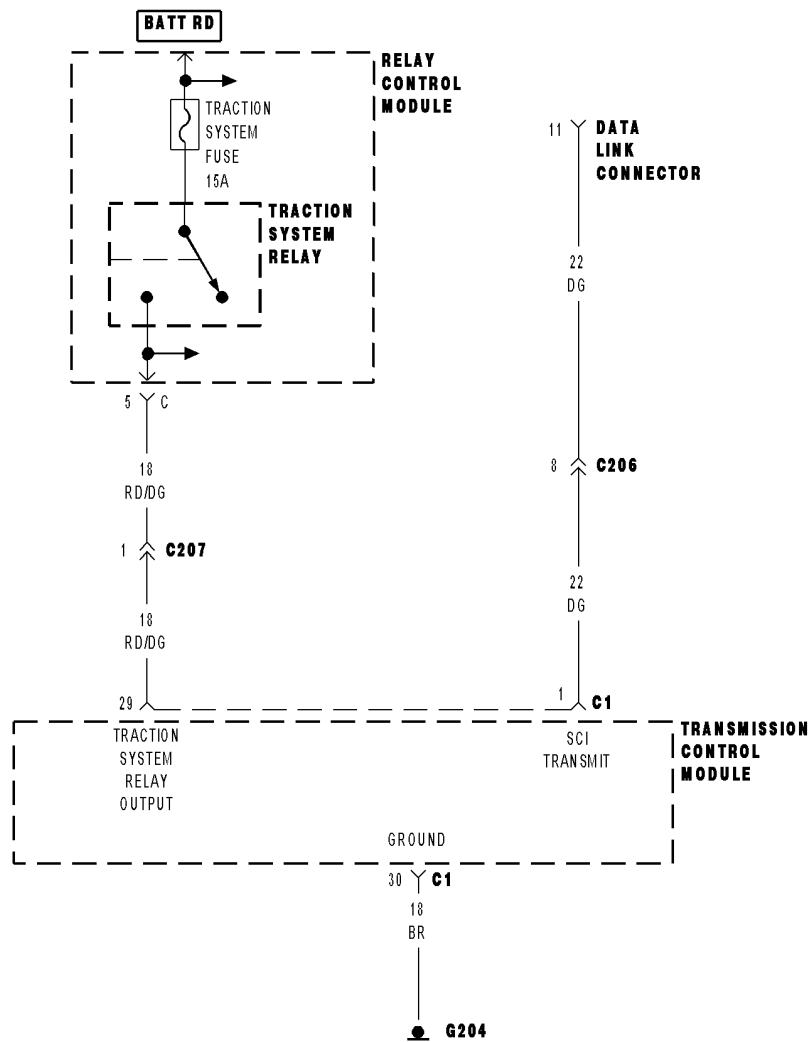 BATT RD
RELAY
CONTROL
MODULE
TRACTION
SYSTEM
FUSE
15A
11
DATA
LINK
CONNECTOR
TRACTION
SYSTEM
RELAY
22
DG
5
C
18
RD/DG
8
C206
1
C207
22
DG
18
RD/DG
29
1
C1
TRACTION
SYSTEM
RELAY
OUTPUT
SCI
TRANSMIT
TRANSMISSION
CONTROL
MODULE
GROUND
30
C1
18
BR
G204